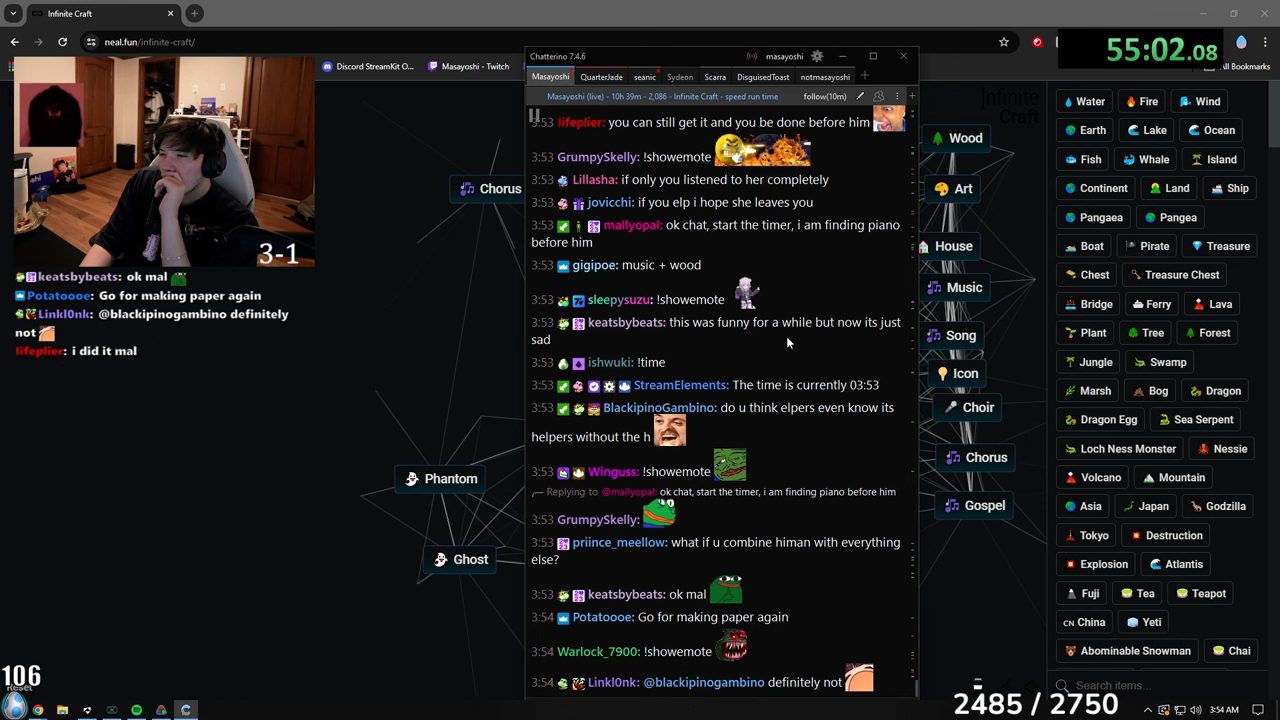 Infinite Craft
neal.fun/infinite-craft/
55:02.08
Discord StreamKit O...
Masayoshi - Twitch
All Bookmarks
Chatterino 7.4.6
masayoshi
Masayoshi
QuarterJade
seanic
Sydeon
Scarra
DisguisedToast
notmasayoshi
Masayoshi (live) - 10h 39m - 2,086 - Infinite Craft - speed run time
follow(10m)
3:53 lifeplier: you can still get it and you be done before him
3:53 GrumpySkelly: !showemote
3:53 Lillasha: if only you listened to her completely
3:53 jovicchi: if you elp i hope she leaves you
3:53 mallyopal: ok chat, start the timer, i am finding piano
before him
3:53 gigipoe: music + wood
3:53 sleepysuzu: !showemote
3:53 keatsbybeats: this was funny for a while but now its just
sad
3:53 ishwuki: !time
3:53 StreamElements: The time is currently 03:53
3:53 BlackipinoGambino: do u think elpers even know its
helpers without the h
3:53 Winguss: !showemote
Replying to @mallyopal: ok chat, start the timer, i am finding piano before him
3:53 GrumpySkelly:
3:53 priince_meellow: what if u combine himan with everything
else?
3:53 keatsbybeats: ok mal
3:54 Potatoooe: Go for making paper again
3:54 Warlock_7900: !showemote
3:54 Linkl0nk: @blackipinogambino definitely not
3-1
keatsbybeats: ok mal
Potatoooe: Go for making paper again
Linkl0nk: @blackipinogambino definitely
not
lifeplier: i did it mal
Chorus
Phantom
Ghost
Infinite
Craft
Wood
Art
House
Music
Song
Icon
Choir
Chorus
Gospel
Water Fire Wind
Earth Lake Ocean
Fish Whale Island
Continent Land Ship
Pangaea Pangea
Boat Pirate Treasure
Chest Treasure Chest
Bridge Ferry Lava
Plant Tree Forest
Jungle Swamp
Marsh Bog Dragon
Dragon Egg Sea Serpent
Loch Ness Monster Nessie
Volcano Mountain
Asia Japan Godzilla
Tokyo Destruction
Explosion Atlantis
Fuji Tea Teapot
CN China Yeti
Abominable Snowman Chai
Search items...
106
Reset
2485 / 2750
3:54 AM